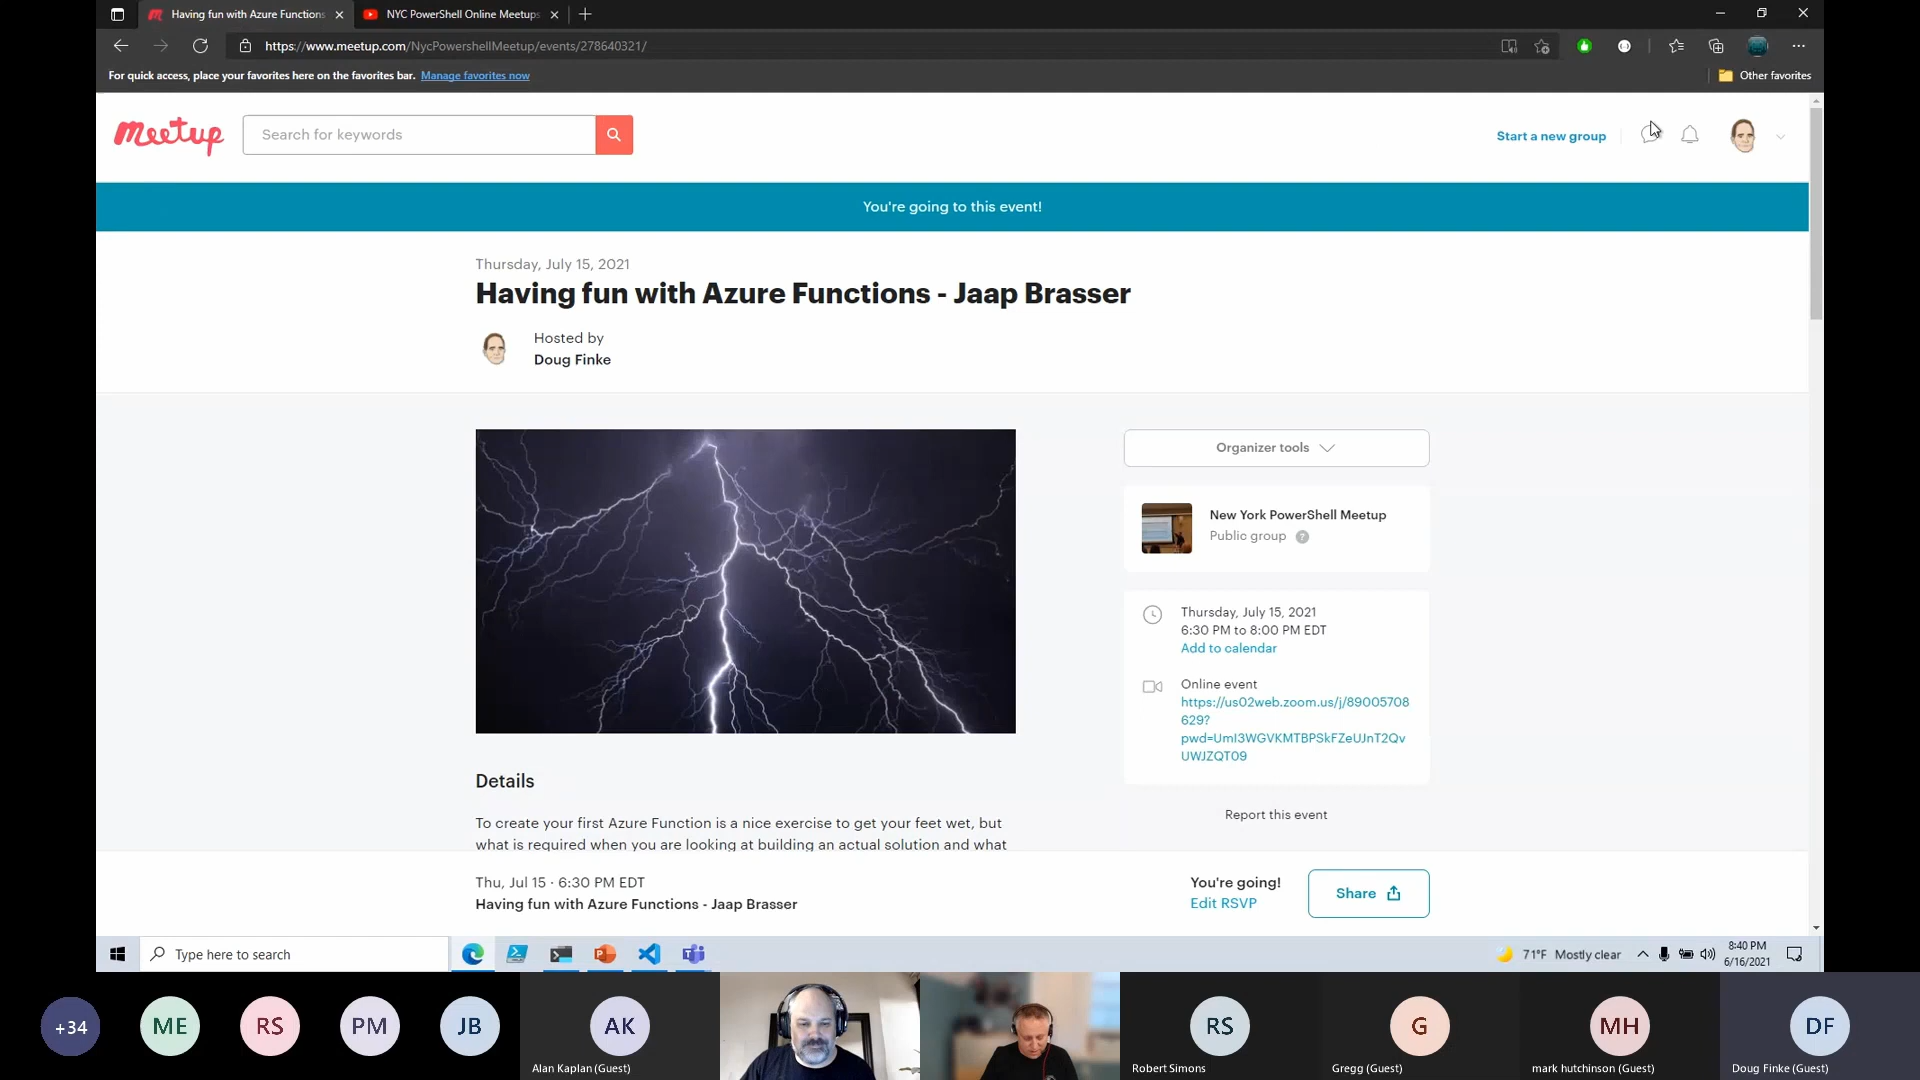 Having fun with Azure Functions
NYC PowerShell Online Meetups
https://www.meetup.com/NycPowershellMeetup/events/278640321/
For quick access, place your favorites here on the favorites bar. Manage favorites now
Other favorites
Meetup
Search for keywords
Start a new group
You're going to this event!
Thursday, July 15, 2021
Having fun with Azure Functions - Jaap Brasser
Hosted by
Doug Finke
Organizer tools
New York PowerShell Meetup
Public group ?
Thursday, July 15, 2021
6:30 PM to 8:00 PM EDT
Add to calendar
Online event
https://us02web.zoom.us/j/89005708
629?
pwd=UmI3WGVKMTBPSkFZeUJnT2Qv
UWJZQT09
Report this event
Details
To create your first Azure Function is a nice exercise to get your feet wet, but
what is required when you are looking at building an actual solution and what
Thu, Jul 15 · 6:30 PM EDT
Having fun with Azure Functions - Jaap Brasser
You're going!
Edit RSVP
Share
Type here to search
71°F Mostly clear
8:40 PM
6/16/2021
+34
ME
RS
PM
JB
AK
Alan Kaplan (Guest)
RS
Robert Simons
G
Gregg (Guest)
MH
mark hutchinson (Guest)
DF
Doug Finke (Guest)